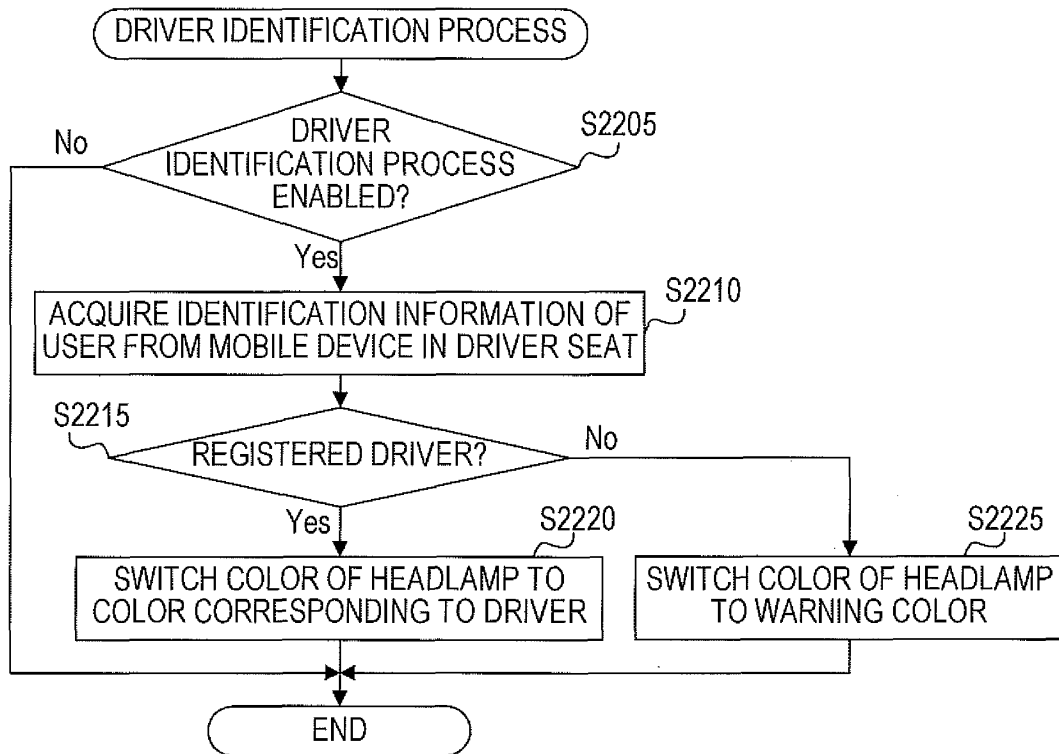 DRIVER IDENTIFICATION PROCESS
No
DRIVER
IDENTIFICATION PROCESS
ENABLED?
S2205
Yes
S2210
ACQUIRE IDENTIFICATION INFORMATION OF
USER FROM MOBILE DEVICE IN DRIVER SEAT
S2215
REGISTERED DRIVER?
No
Yes
S2220
S2225
SWITCH COLOR OF HEADLAMP TO
COLOR CORRESPONDING TO DRIVER
SWITCH COLOR OF HEADLAMP
TO WARNING COLOR
END